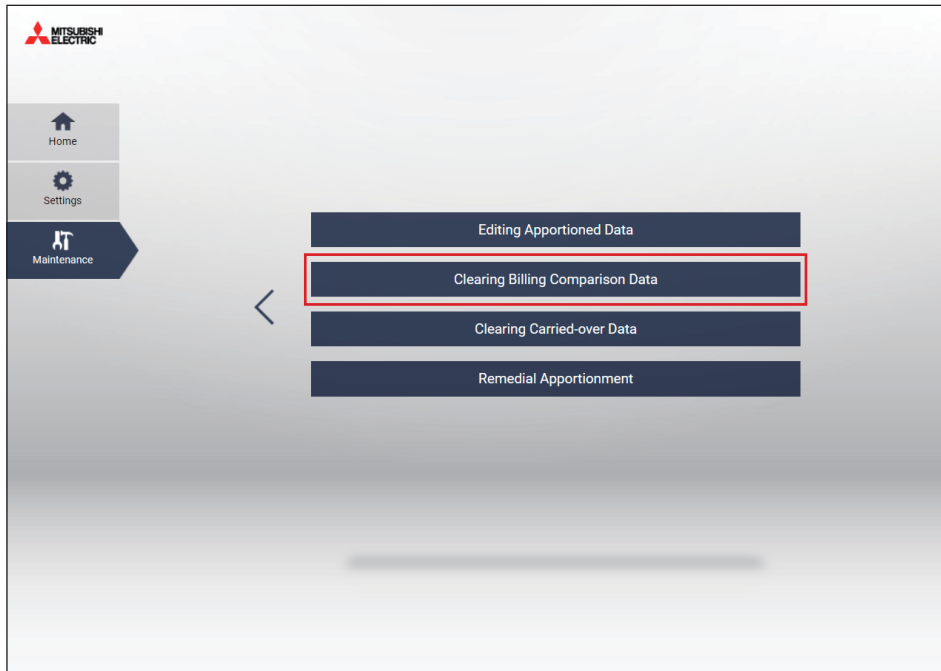 MITSUBISHI
ELECTRIC
Home
Settings
Maintenance
Editing Apportioned Data
Clearing Billing Comparison Data
Clearing Carried-over Data
Remedial Apportionment